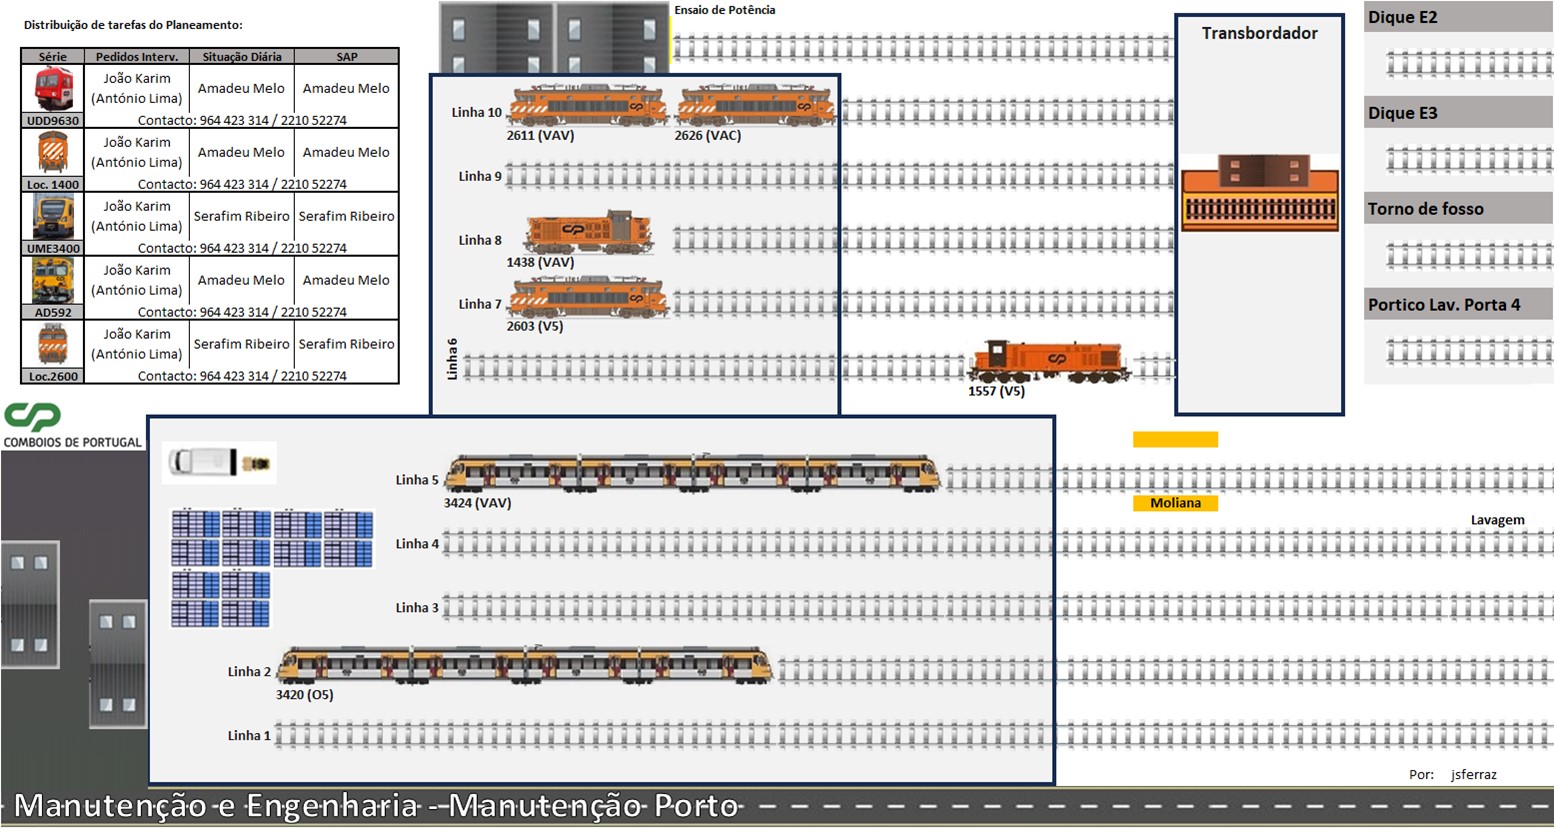 Distribuição de tarefas do Planeamento:
Série Pedidos Interv. Situação Diária SAP
João Karim
(António Lima) Amadeu Melo Amadeu Melo
UDD9630 Contacto: 964 423 314 / 2210 52274
João Karim
(António Lima) Amadeu Melo Amadeu Melo
Loc. 1400 Contacto: 964 423 314 / 2210 52274
João Karim
(António Lima) Serafim Ribeiro Serafim Ribeiro
UME3400 Contacto: 964 423 314 / 2210 52274
João Karim
(António Lima) Amadeu Melo Amadeu Melo
AD592 Contacto: 964 423 314 / 2210 52274
João Karim
(António Lima) Serafim Ribeiro Serafim Ribeiro
Loc.2600 Contacto: 964 423 314 / 2210 52274
CP
COMBOIOS DE PORTUGAL
Ensaio de Potência
Linha 10
2611 (VAV) 2626 (VAC)
Linha 9
Linha 8
1438 (VAV)
Linha 7
2603 (V5)
Linha 6
1557 (V5)
Transbordador
Dique E2
Dique E3
Torno de fosso
Portico Lav. Porta 4
Linha 5
3424 (VAV)
Moliana
Lavagem
Linha 4
Linha 3
Linha 2
3420 (O5)
Linha 1
Por: jsferraz
Manutenção e Engenharia - Manutenção Porto